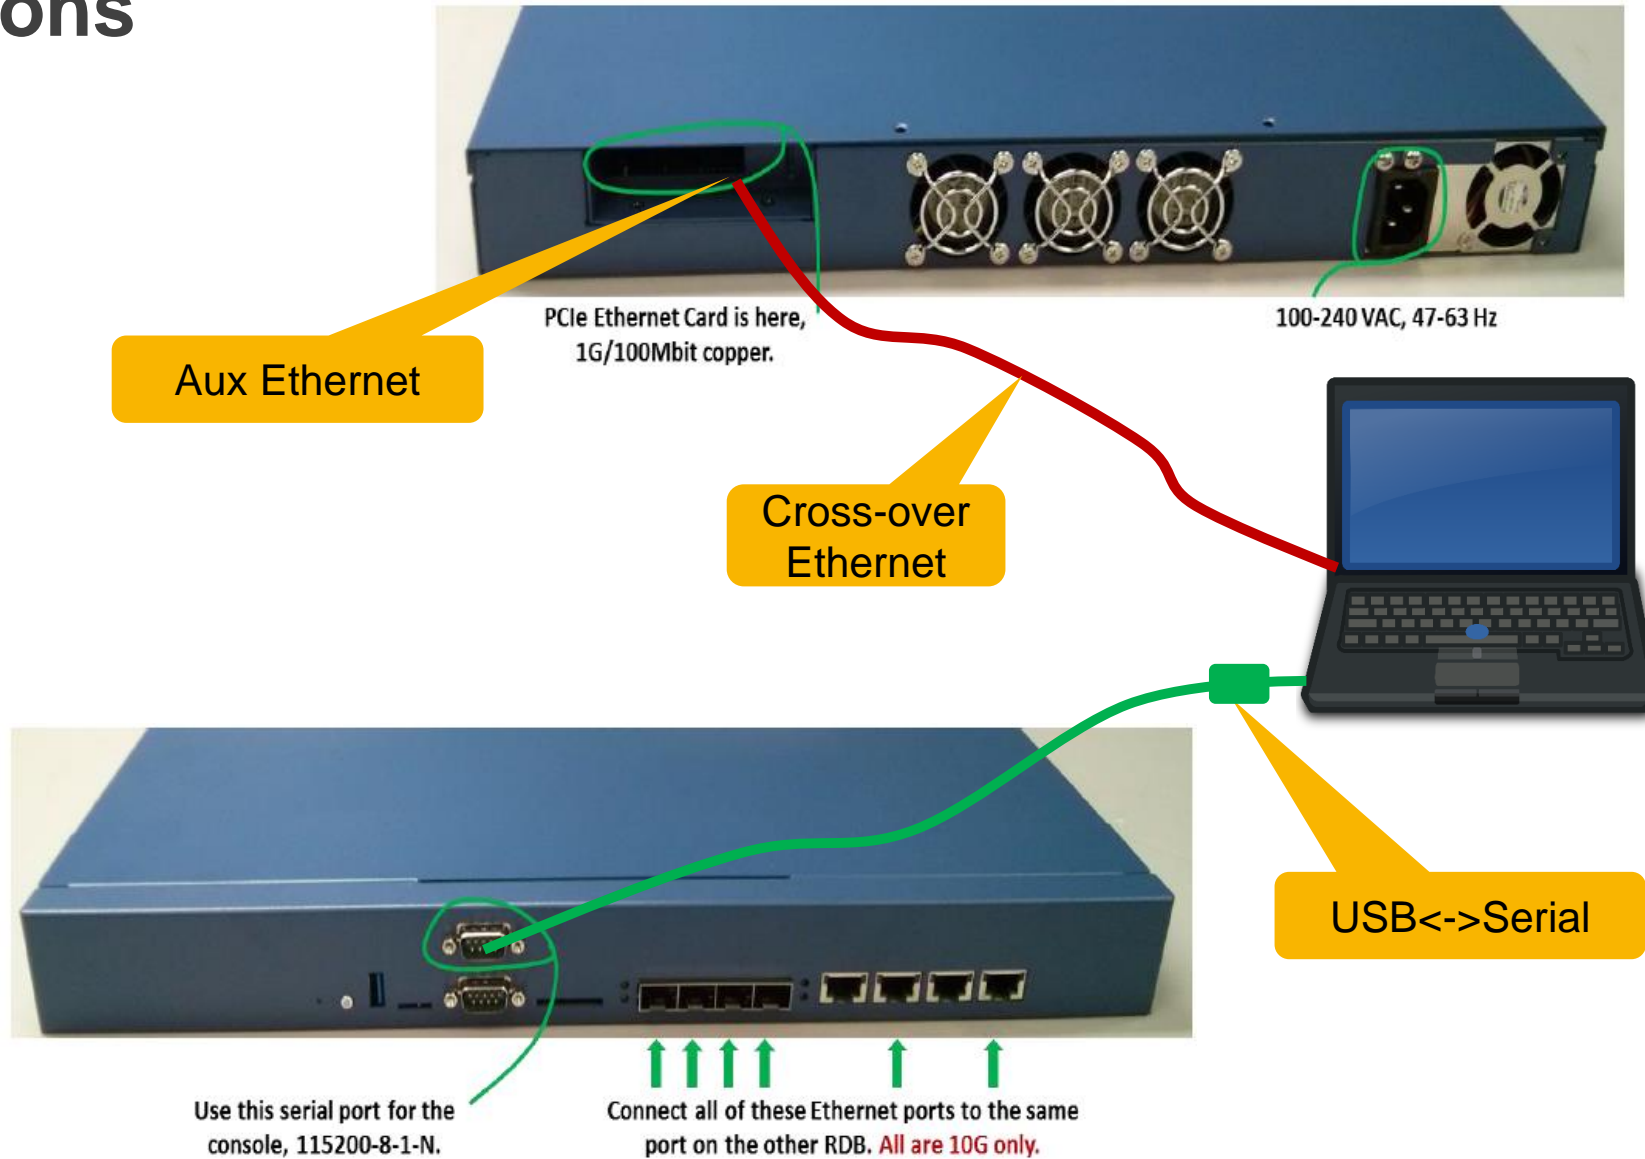 ons
PCIe Ethernet Card is here,
1G/100Mbit copper.
100-240 VAC, 47-63 Hz
Aux Ethernet
Cross-over
Ethernet
USB<->Serial
Use this serial port for the
console, 115200-8-1-N.
Connect all of these Ethernet ports to the same
port on the other RDB. All are 10G only.